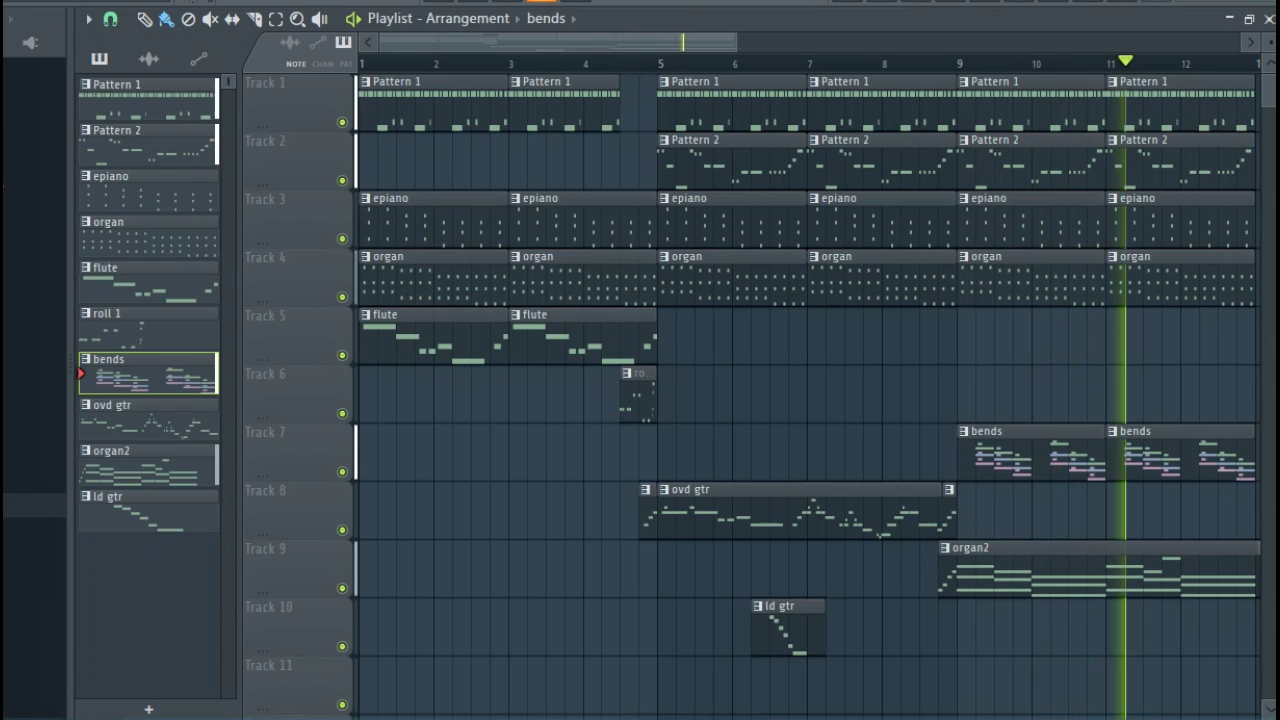 Playlist - Arrangement › bends ›
NOTE CHAN PAT
1 2 3 4 5 6 7 8 9 10 11 12 1
Pattern 1
Pattern 2
epiano
organ
flute
roll 1
bends
ovd gtr
organ2
ld gtr
+
Track 1 ... Pattern 1 Pattern 1 Pattern 1 Pattern 1 Pattern 1 Pattern 1
Track 2 ... Pattern 2 Pattern 2 Pattern 2 Pattern 2
Track 3 ... epiano epiano epiano epiano epiano epiano
Track 4 ... organ organ organ organ organ organ
Track 5 ... flute flute
Track 6 ... ro..
Track 7 ... bends bends
Track 8 ... ovd gtr
Track 9 ... organ2
Track 10 ... ld gtr
Track 11 ...